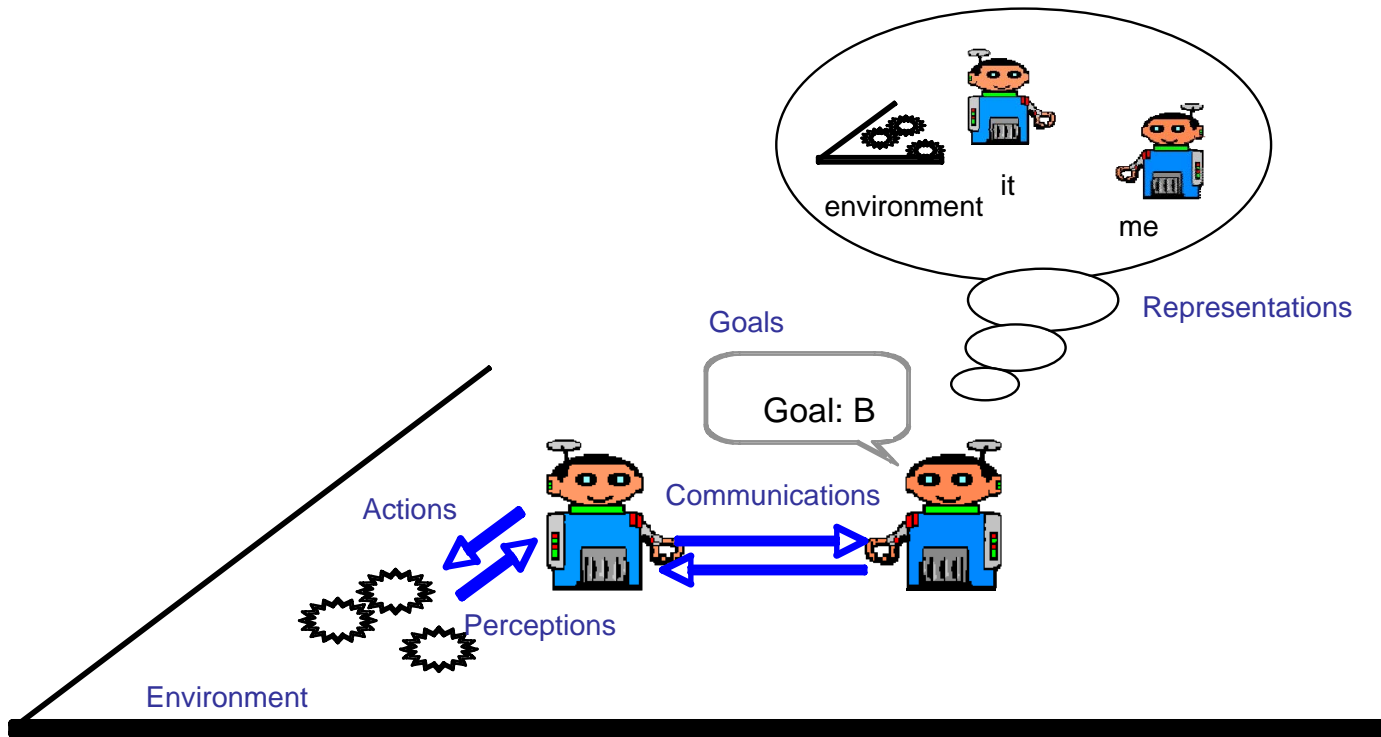 it
environment
me
Representations
Goals
Goal: B
Communications
Actions
Perceptions
Environment